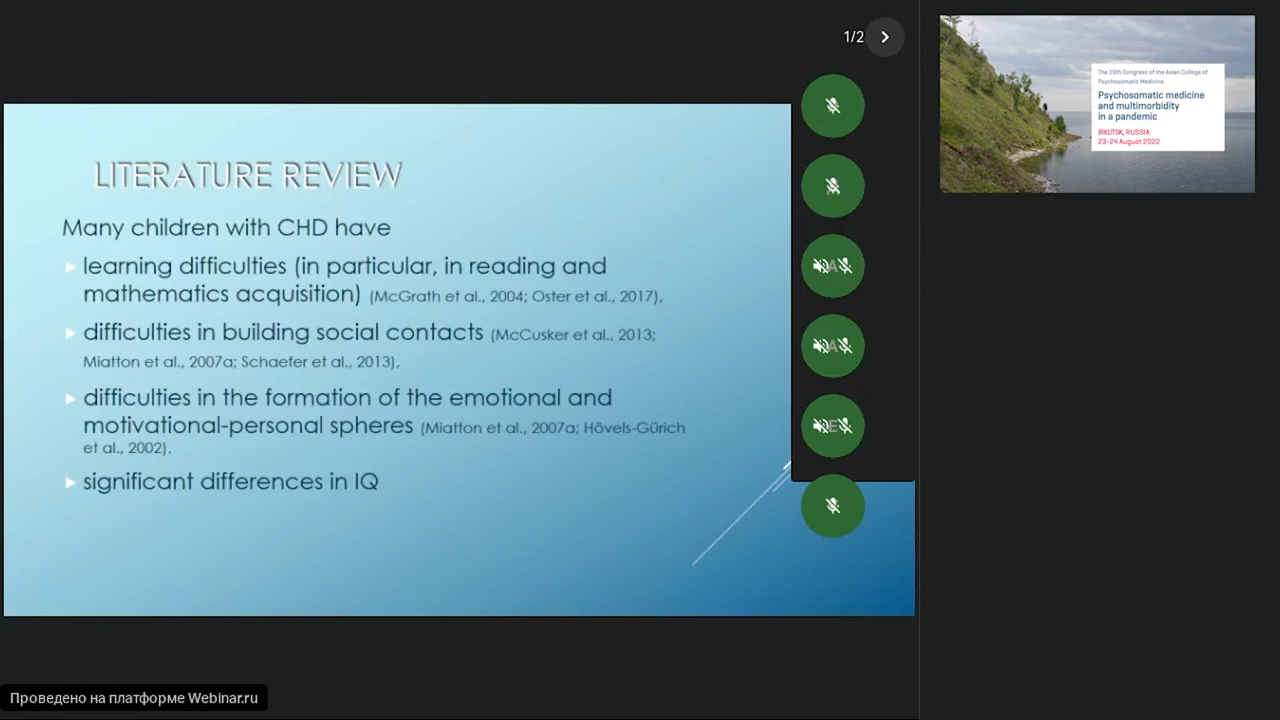 1/2
LITERATURE REVIEW
Many children with CHD have
learning difficulties (in particular, in reading and
mathematics acquisition) (McGrath et al., 2004; Oster et al., 2017),
difficulties in building social contacts (McCusker et al., 2013;
Miatton et al., 2007a; Schaefer et al., 2013),
difficulties in the formation of the emotional and
motivational-personal spheres (Miatton et al., 2007a; Hövels-Gürich
et al., 2002).
significant differences in IQ
A
A
E
The 19th Congress of the Asian College of
Psychosomatic Medicine
Psychosomatic medicine
and multimorbidity
in a pandemic
IRKUTSK, RUSSIA
23-24 August 2022
Проведено на платформе Webinar.ru